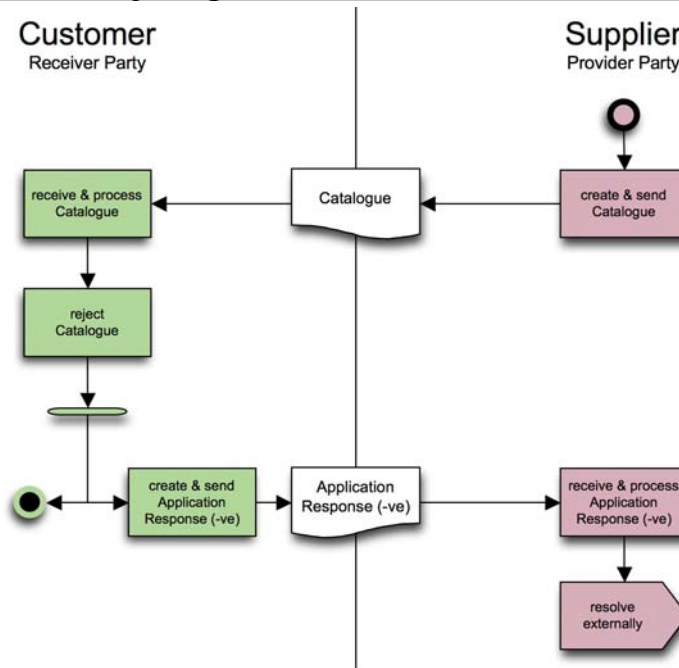 Customer
Receiver Party
Supplier
Provider Party
receive & process
Catalogue
Catalogue
create & send
Catalogue
reject
Catalogue
create & send
Application
Response (-ve)
Application
Response (-ve)
receive & process
Application
Response (-ve)
resolve
externally